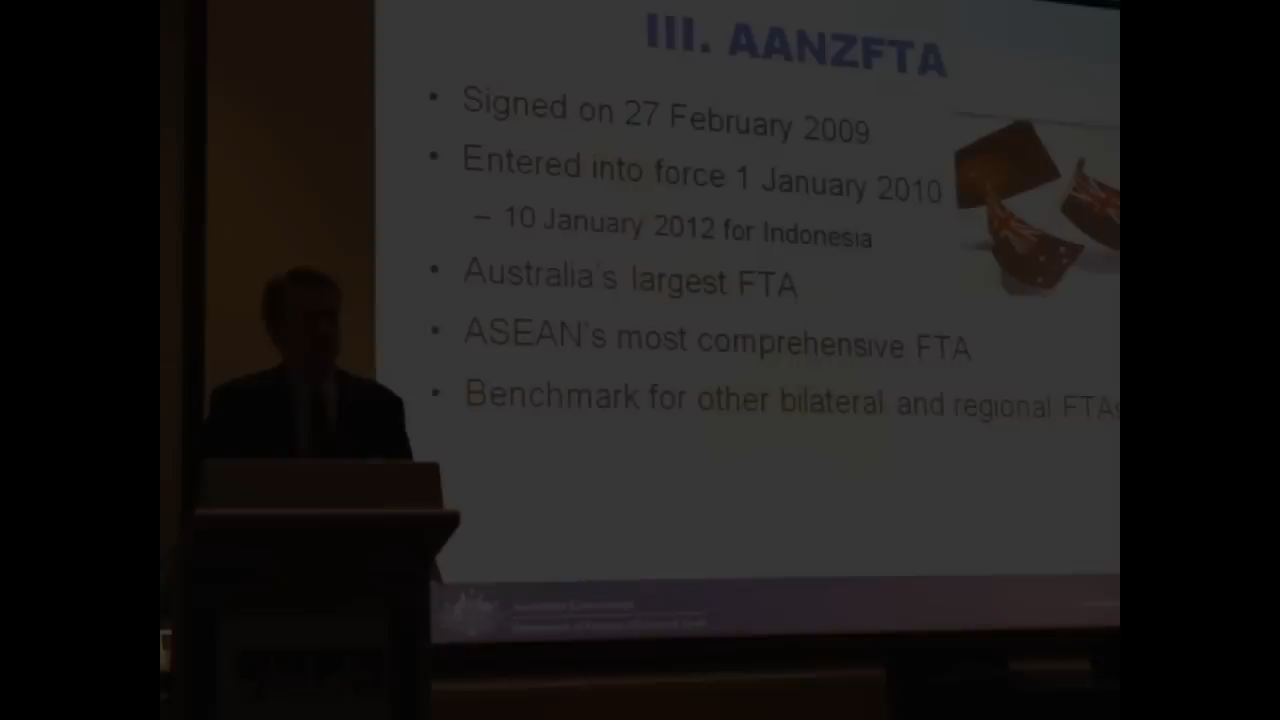 III. AANZFTA
• Signed on 27 February 2009
• Entered into force 1 January 2010
– 10 January 2012 for Indonesia
• Australia's largest FTA
• ASEAN's most comprehensive FTA
• Benchmark for other bilateral and regional FTAs